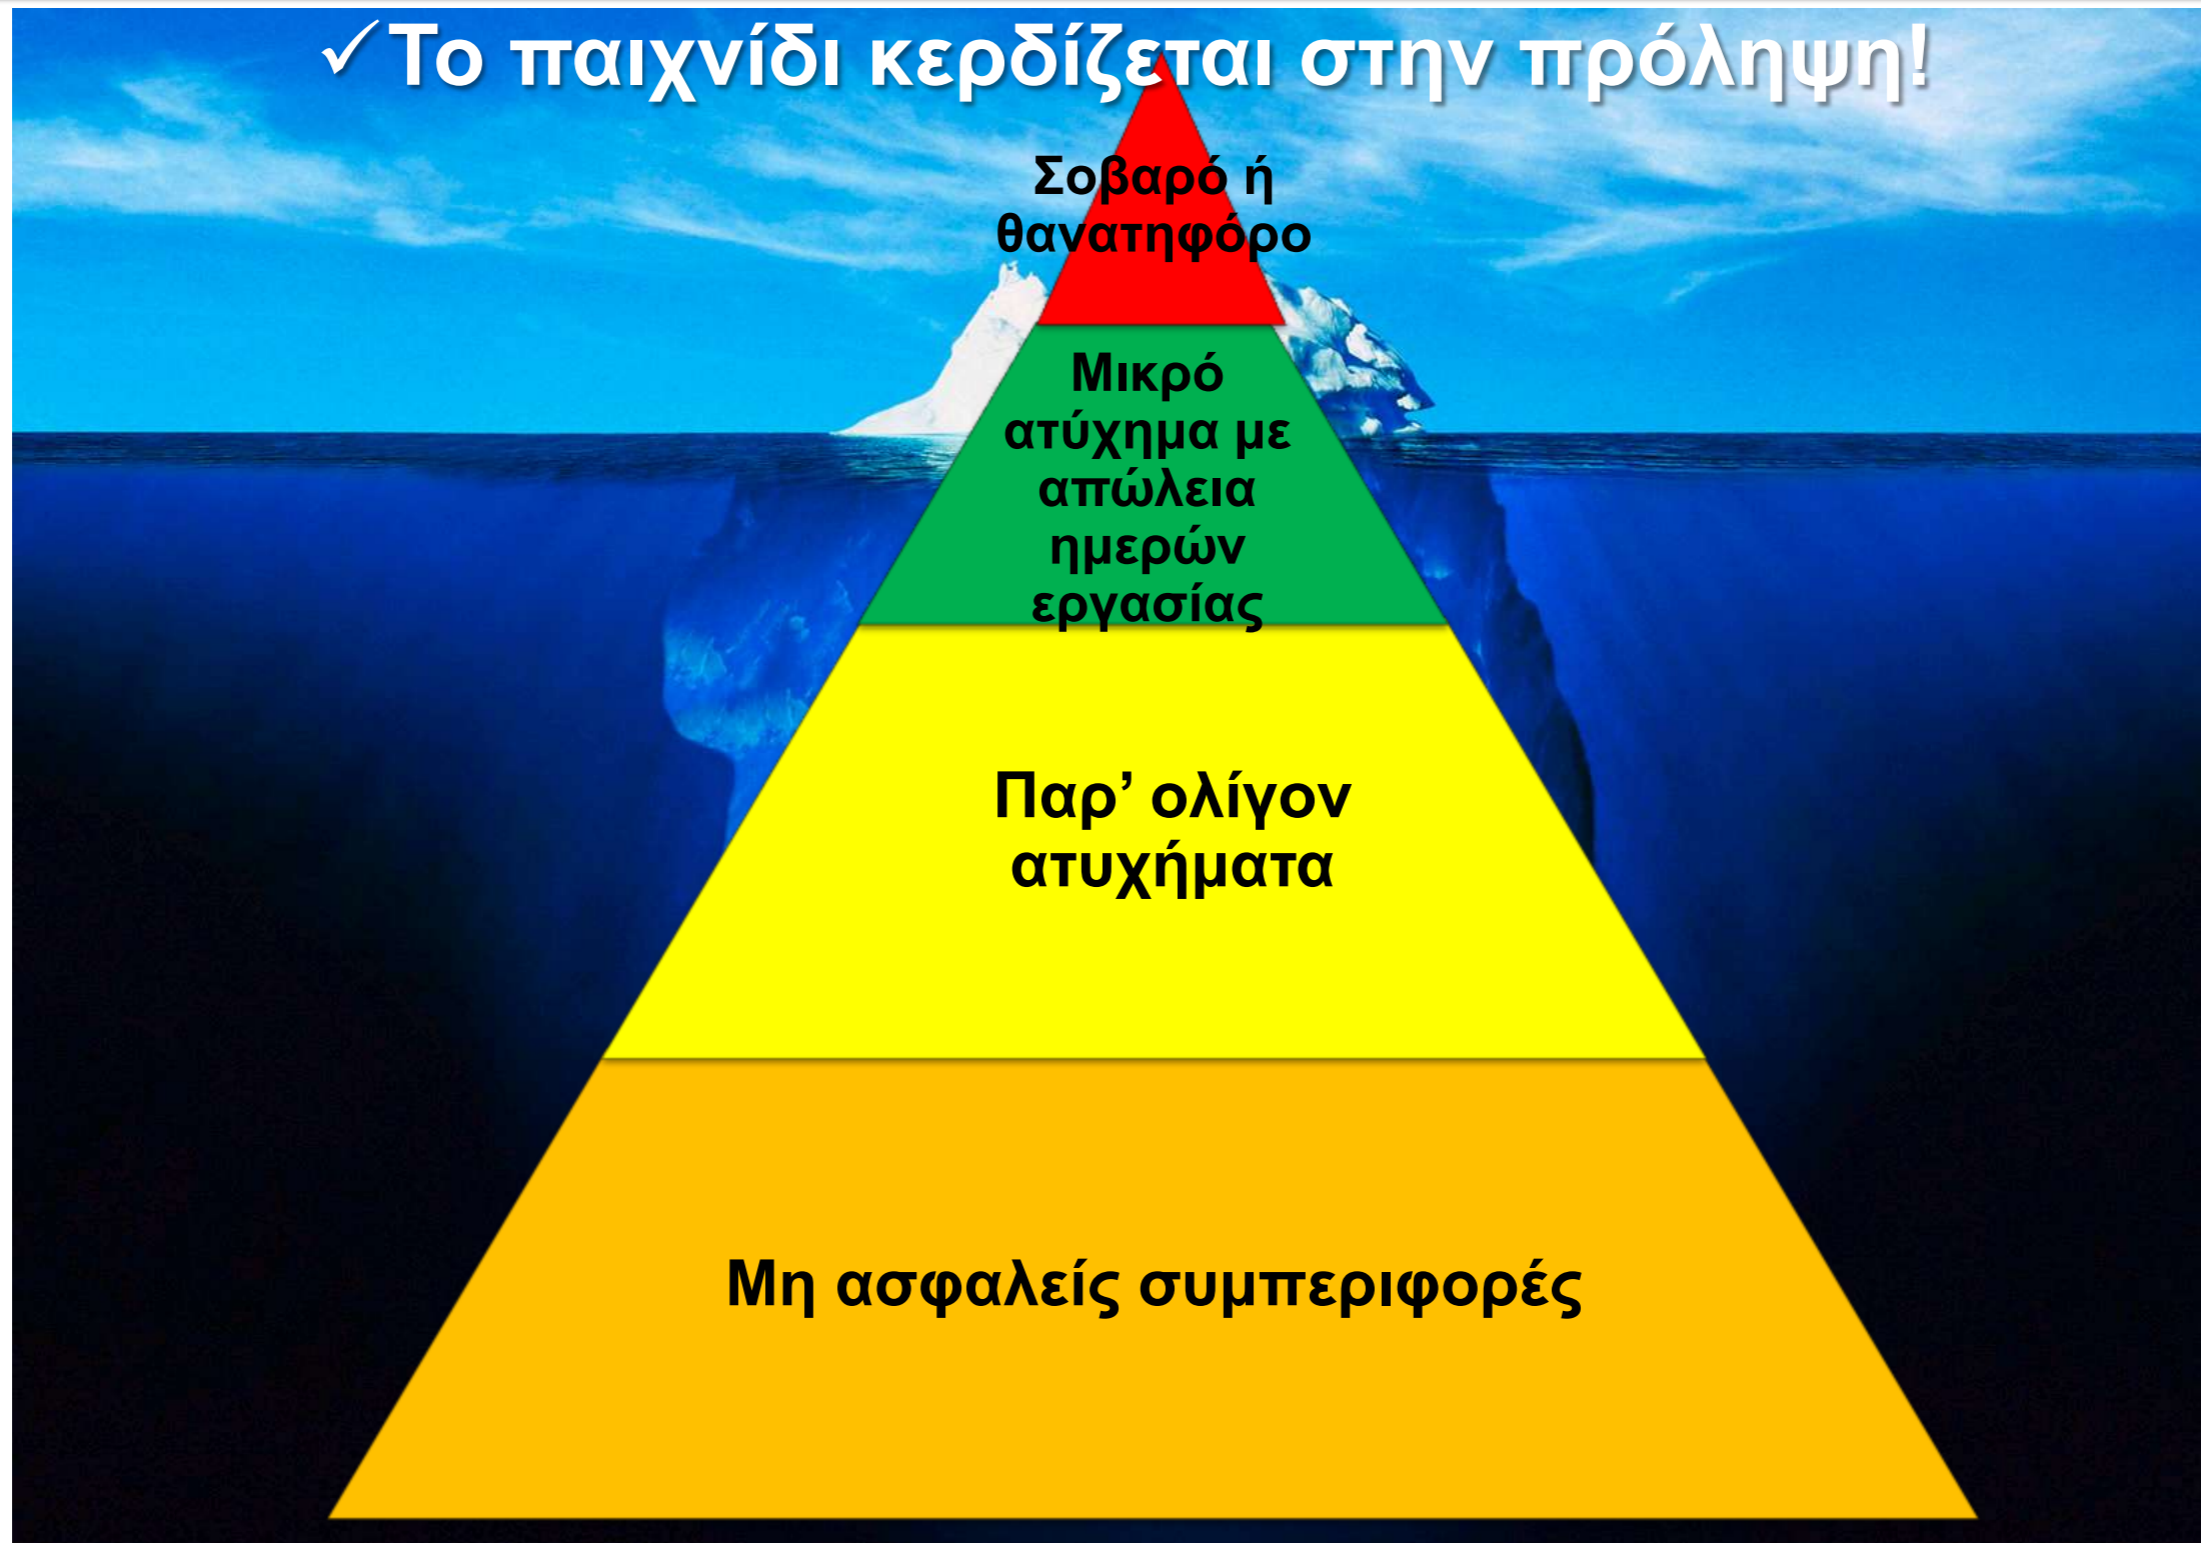 ✓Το παιχνίδι κερδίζεται στην πρόληψη!
Σοβαρό ή
θανατηφόρο
Μικρό
ατύχημα με
απώλεια
ημερών
εργασίας
Παρ’ ολίγον
ατυχήματα
Μη ασφαλείς συμπεριφορές